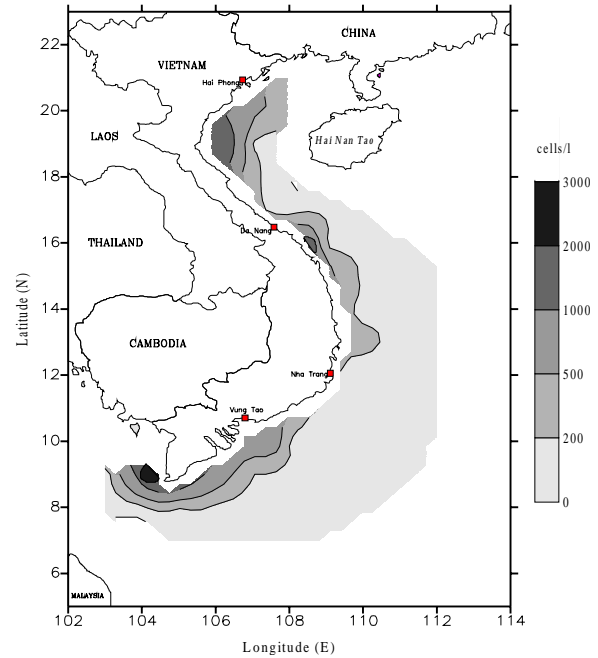 CHINA
VIETNAM
Hai Phong
LAOS
Hai Nan Tao
cells/l
3000
THAILAND
Da Nang
2000
1000
CAMBODIA
500
Nha Trang
Vung Tao
200
0
MALAYSIA
22
20
18
16
14
12
10
8
6
Latitude (N)
102 104 106 108 110 112 114
Longitude (E)